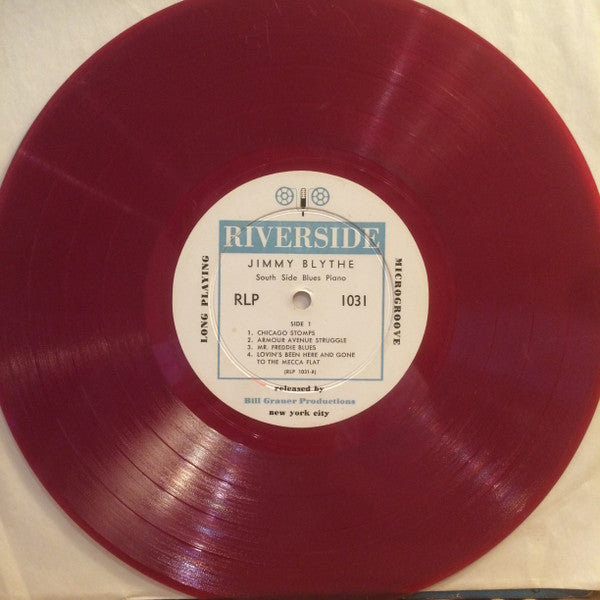 RIVERSIDE
JIMMY BLYTHE
South Side Blues Piano
RLP 1031
LONG PLAYING
MICROGROOVE
SIDE 1
1. CHICAGO STOMPS
2. ARMOUR AVENUE STRUGGLE
3. MR. FREDDIE BLUES
4. LOVIN'S BEEN HERE AND GONE
TO THE MECCA FLAT
(RLP 1031-A)
released by
Bill Grauer Productions
new york city